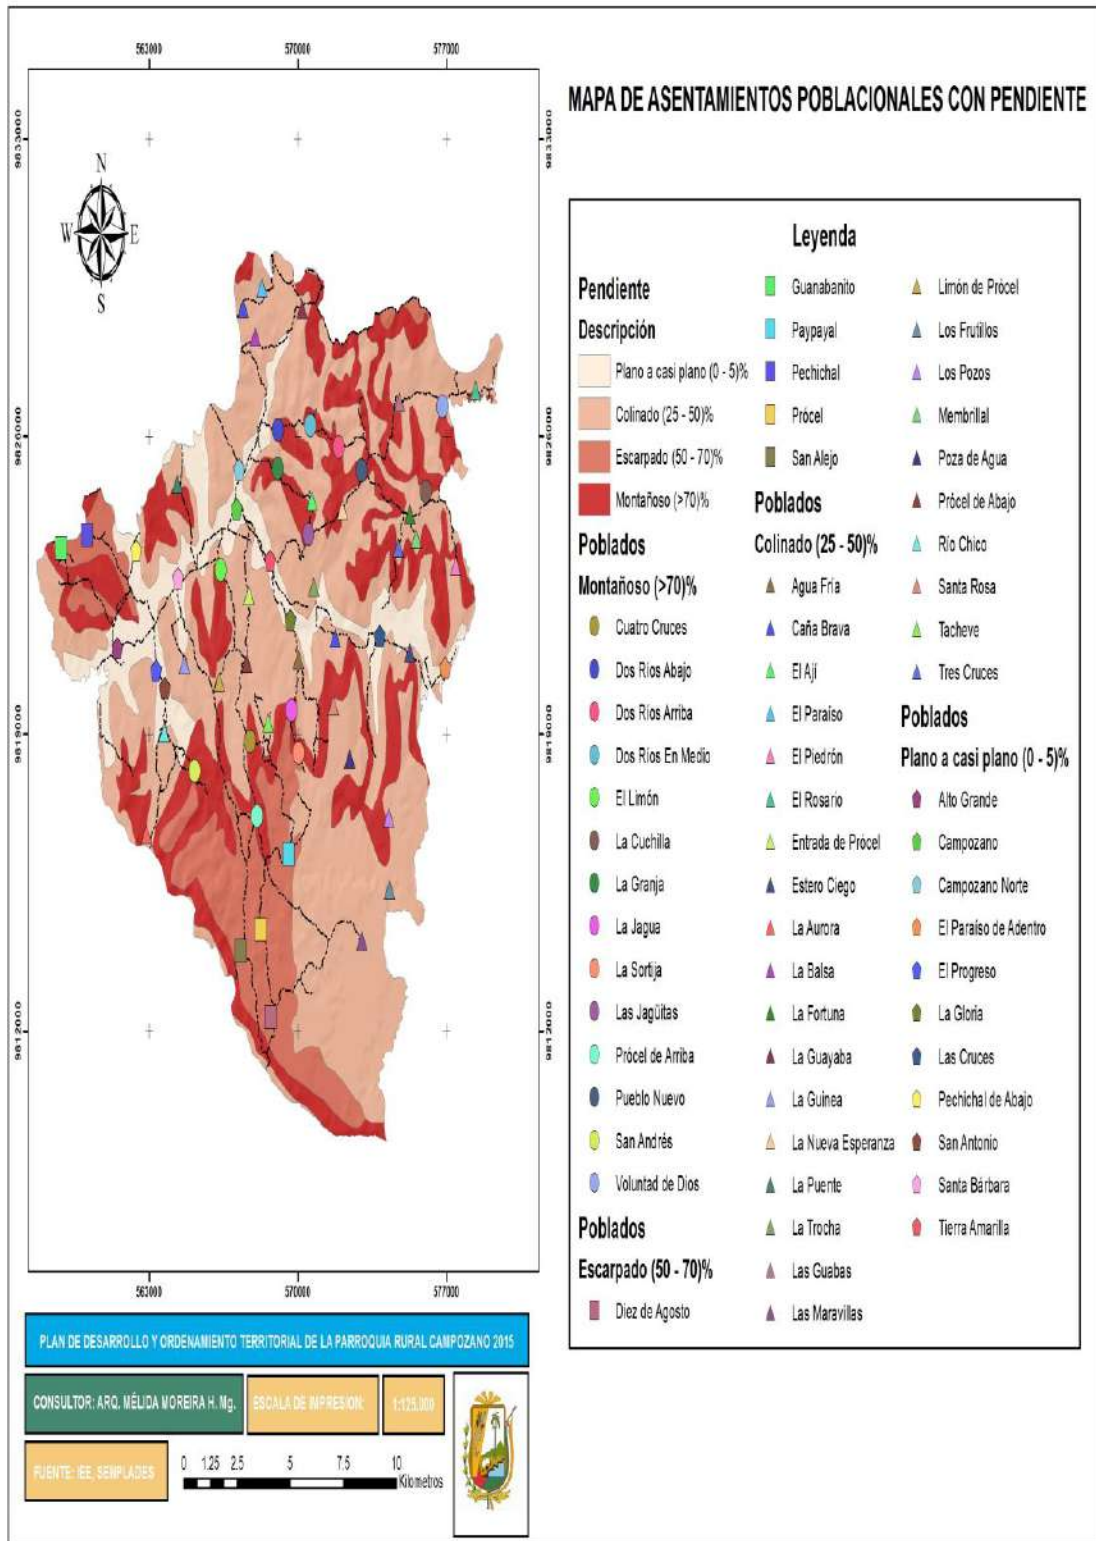 MAPA DE ASENTAMIENTOS POBLACIONALES CON PENDIENTE
563000
570000
577000
9833000
9833000
N
W
E
S
9826000
9826000
9819000
9819000
9812000
9812000
563000
570000
577000
Leyenda
Pendiente
Descripción
Plano a casi plano (0 - 5)%
Colinado (25 - 50)%
Escarpado (50 - 70)%
Montañoso (>70)%
Poblados
Montañoso (>70)%
Cuatro Cruces
Dos Ríos Abajo
Dos Ríos Arriba
Dos Ríos En Medio
El Limón
La Cuchilla
La Granja
La Jagua
La Sortija
Las Jagüitas
Prócel de Arriba
Pueblo Nuevo
San Andrés
Voluntad de Dios
Poblados
Escarpado (50 - 70)%
Diez de Agosto
Guanabanito
Paypayal
Pechichal
Prócel
San Alejo
Poblados
Colinado (25 - 50)%
Agua Fría
Caña Brava
El Ají
El Paraíso
El Piedrón
El Rosario
Entrada de Prócel
Estero Ciego
La Aurora
La Balsa
La Fortuna
La Guayaba
La Guinea
La Nueva Esperanza
La Puente
La Trocha
Las Guabas
Las Maravillas
Limón de Prócel
Los Frutillos
Los Pozos
Membrillal
Poza de Agua
Prócel de Abajo
Río Chico
Santa Rosa
Tacheve
Tres Cruces
Poblados
Plano a casi plano (0 - 5)%
Alto Grande
Campozano
Campozano Norte
El Paraíso de Adentro
El Progreso
La Gloria
Las Cruces
Pechichal de Abajo
San Antonio
Santa Bárbara
Tierra Amarilla
PLAN DE DESARROLLO Y ORDENAMIENTO TERRITORIAL DE LA PARROQUIA RURAL CAMPOZANO 2015
CONSULTOR: ARQ. MÉLIDA MOREIRA H. Mg.
ESCALA DE IMPRESION:
1:125.000
FUENTE: IEE, SENPLADES
0 1.25 2.5 5 7.5 10
Kilometros